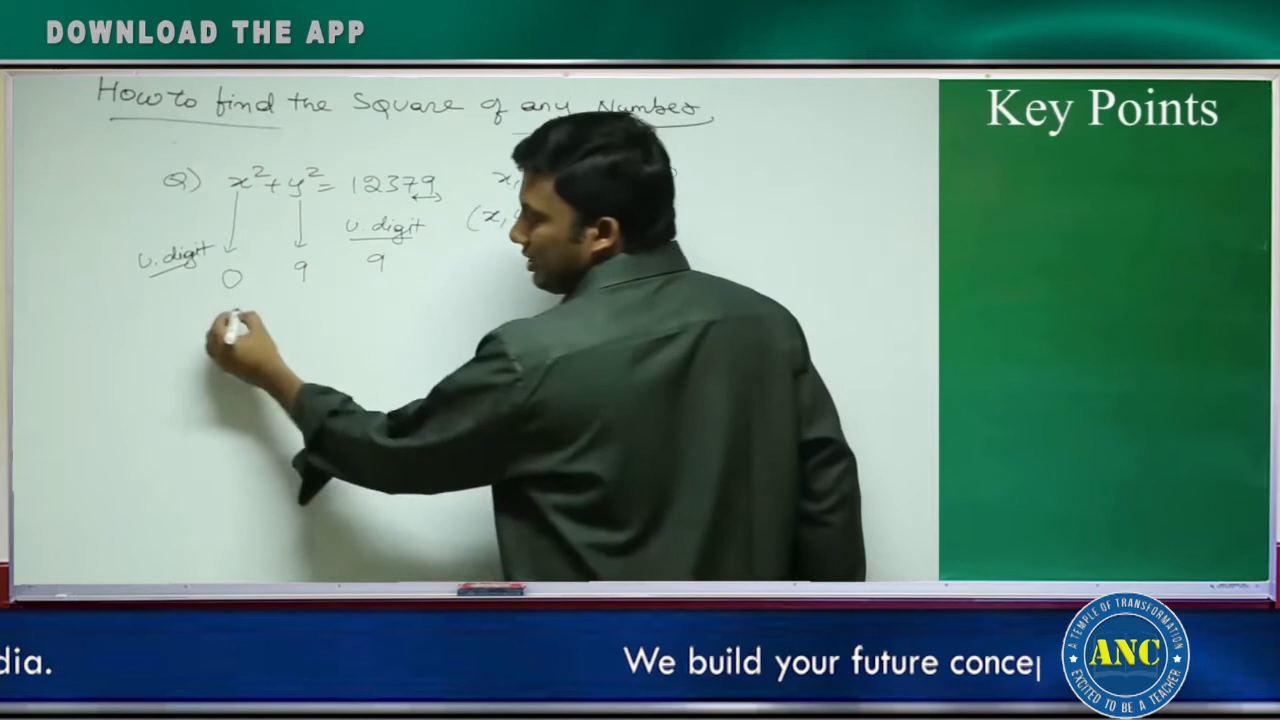 DOWNLOAD THE APP
How to find the Square of any Number
Key Points
Q) x²+y²= 12379 x,
U. digit (x,
U. digit
0 9 9
dia.
We build your future conce
A TEMPLE OF TRANSFORMATION
ANC
EXCITED TO BE A TEACHER